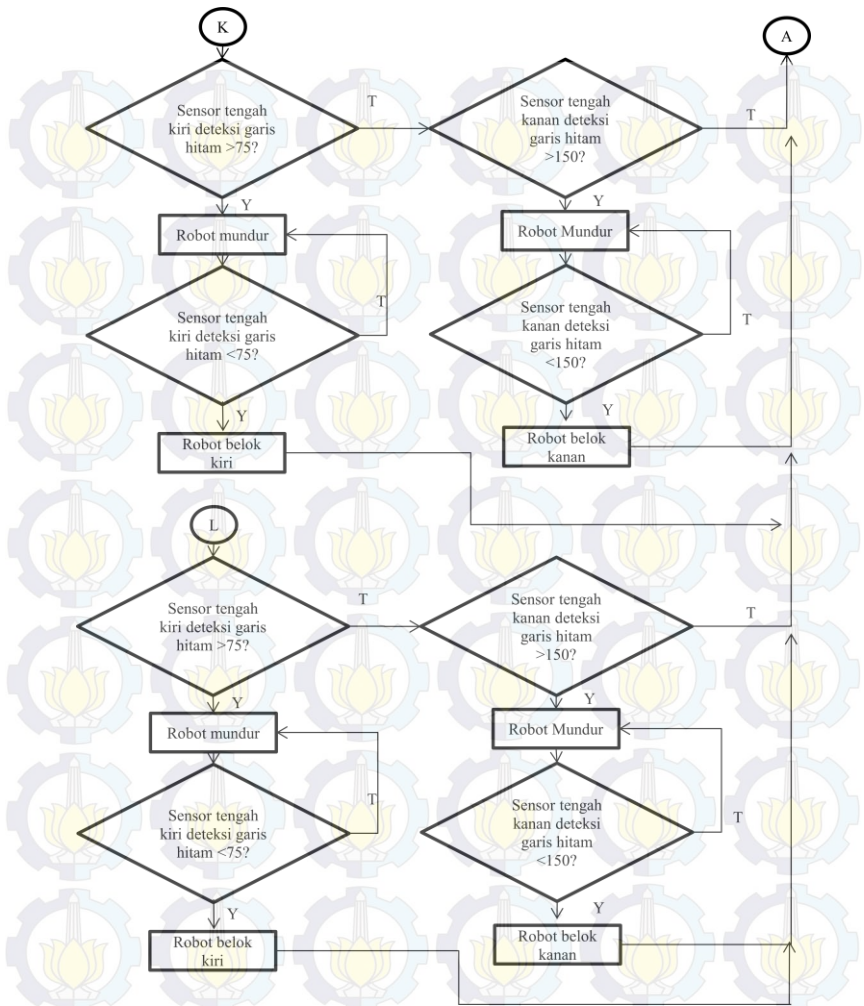 K
A
Sensor tengah
kiri deteksi garis
hitam >75?
T
Sensor tengah
kanan deteksi
garis hitam
>150?
T
Y
Y
Robot mundur
Robot Mundur
Sensor tengah
kiri deteksi garis
hitam <75?
T
Sensor tengah
kanan deteksi
garis hitam
<150?
T
Y
Y
Robot belok
kiri
Robot belok
kanan
L
Sensor tengah
kiri deteksi garis
hitam >75?
T
Sensor tengah
kanan deteksi
garis hitam
>150?
T
Y
Y
Robot mundur
Robot Mundur
Sensor tengah
kiri deteksi garis
hitam <75?
T
Sensor tengah
kanan deteksi
garis hitam
<150?
T
Y
Y
Robot belok
kiri
Robot belok
kanan